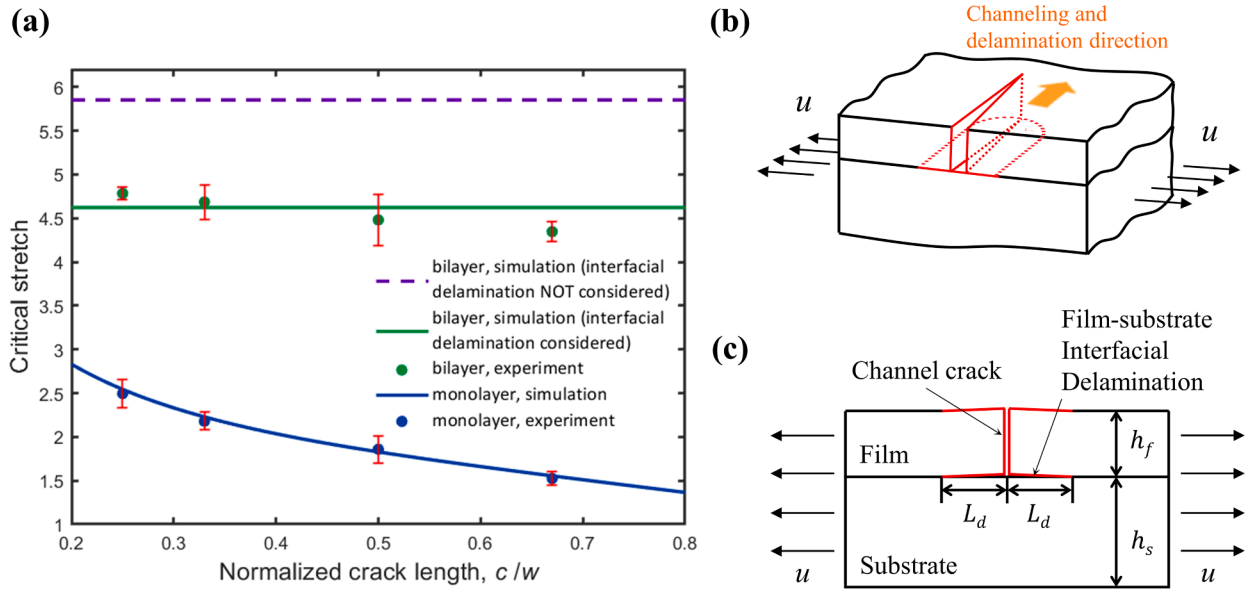 (a)
6
5.5
5
4.5
4
3.5
3
2.5
2
1.5
1
0.2
0.3
0.4
0.5
0.6
0.7
0.8
Critical stretch
Normalized crack length, c/w
bilayer, simulation (interfacial
delamination NOT considered)
bilayer, simulation (interfacial
delamination considered)
bilayer, experiment
monolayer, simulation
monolayer, experiment
(b)
Channeling and
delamination direction
u
u
(c)
Film-substrate
Interfacial
Delamination
Channel crack
Film
h_f
L_d
L_d
h_s
Substrate
u
u